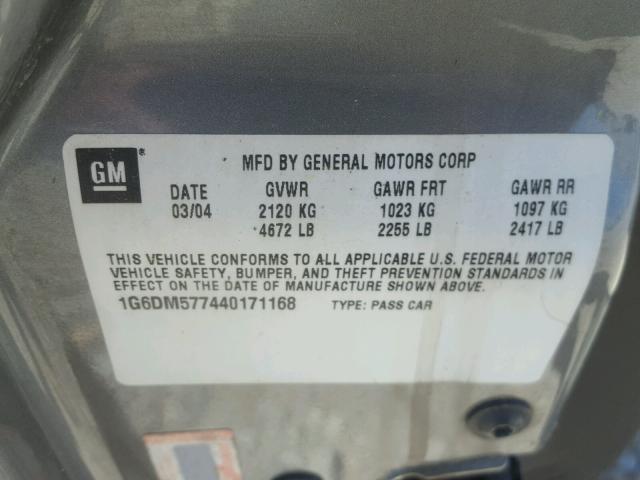 GM®
MFD BY GENERAL MOTORS CORP
DATE GVWR GAWR FRT GAWR RR
03/04 2120 KG 1023 KG 1097 KG
4672 LB 2255 LB 2417 LB
THIS VEHICLE CONFORMS TO ALL APPLICABLE U.S. FEDERAL MOTOR
VEHICLE SAFETY, BUMPER, AND THEFT PREVENTION STANDARDS IN
EFFECT ON THE DATE OF MANUFACTURE SHOWN ABOVE.
1G6DM577440171168 TYPE: PASS CAR